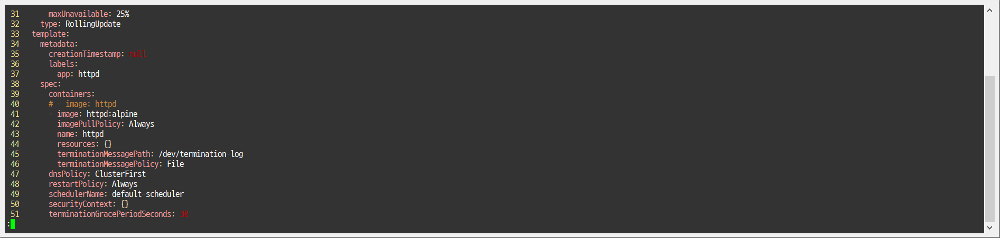 31       maxUnavailable: 25%
32     type: RollingUpdate
33   template:
34     metadata:
35       creationTimestamp: null
36       labels:
37         app: httpd
38     spec:
39       containers:
40       # - image: httpd
41       - image: httpd:alpine
42         imagePullPolicy: Always
43         name: httpd
44         resources: {}
45         terminationMessagePath: /dev/termination-log
46         terminationMessagePolicy: File
47       dnsPolicy: ClusterFirst
48       restartPolicy: Always
49       schedulerName: default-scheduler
50       securityContext: {}
51       terminationGracePeriodSeconds: 30
: